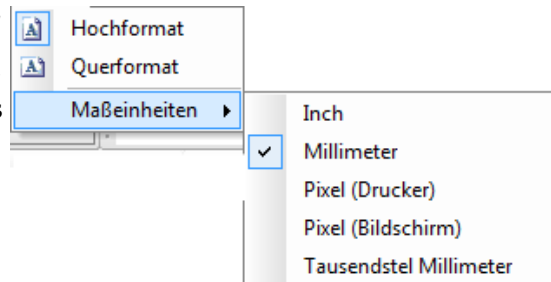 Hochformat
Querformat
Maßeinheiten
Inch
Millimeter
Pixel (Drucker)
Pixel (Bildschirm)
Tausendstel Millimeter